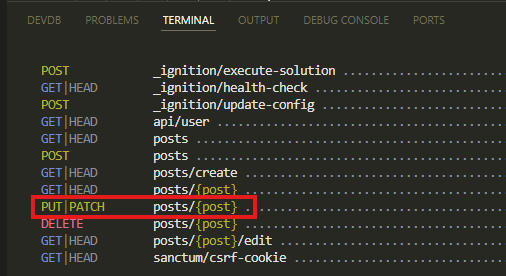 DEVDB PROBLEMS TERMINAL OUTPUT DEBUG CONSOLE PORTS
POST _ignition/execute-solution ....................
GET|HEAD _ignition/health-check ........................
POST _ignition/update-config .......................
GET|HEAD api/user ......................................
GET|HEAD posts .........................................
POST posts .........................................
GET|HEAD posts/create ..................................
GET|HEAD posts/{post} ..................................
PUT|PATCH posts/{post} ..................................
DELETE posts/{post} ..................................
GET|HEAD posts/{post}/edit .............................
GET|HEAD sanctum/csrf-cookie ...........................